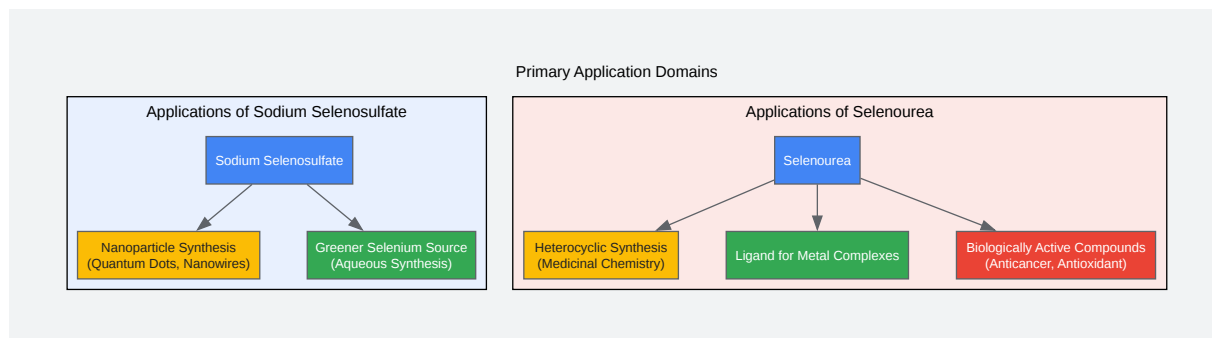 Primary Application Domains
Applications of Sodium Selenosulfate
Sodium Selenosulfate
Nanoparticle Synthesis
(Quantum Dots, Nanowires)
Greener Selenium Source
(Aqueous Synthesis)
Applications of Selenourea
Selenourea
Heterocyclic Synthesis
(Medicinal Chemistry)
Ligand for Metal Complexes
Biologically Active Compounds
(Anticancer, Antioxidant)